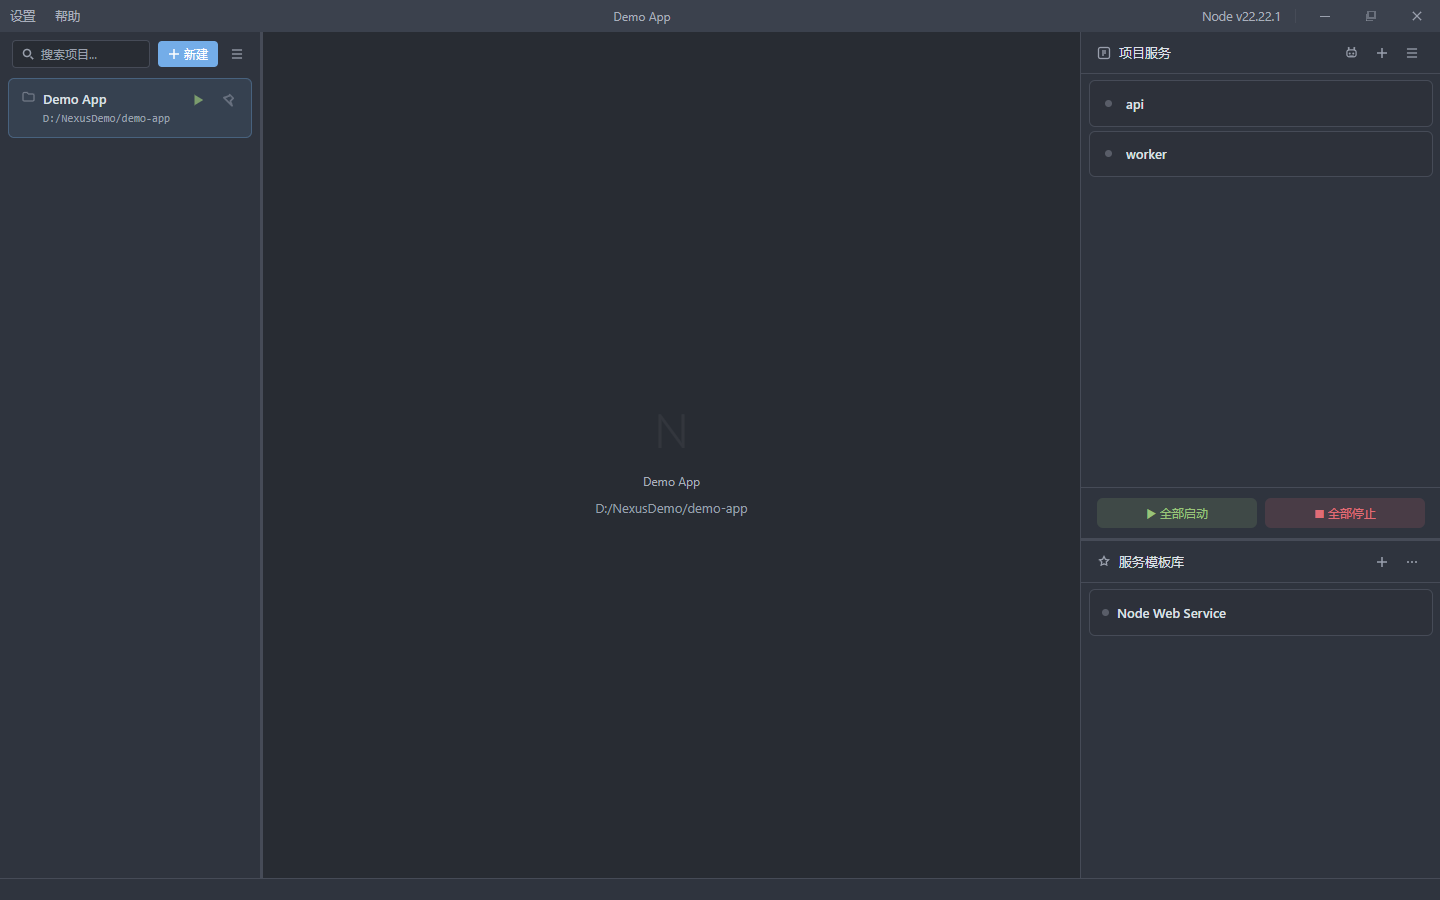 设置 帮助 Demo App Node v22.22.1
搜索项目... 新建
Demo App
D:/NexusDemo/demo-app
N
Demo App
D:/NexusDemo/demo-app
项目服务
api
worker
全部启动 全部停止
服务模板库
Node Web Service